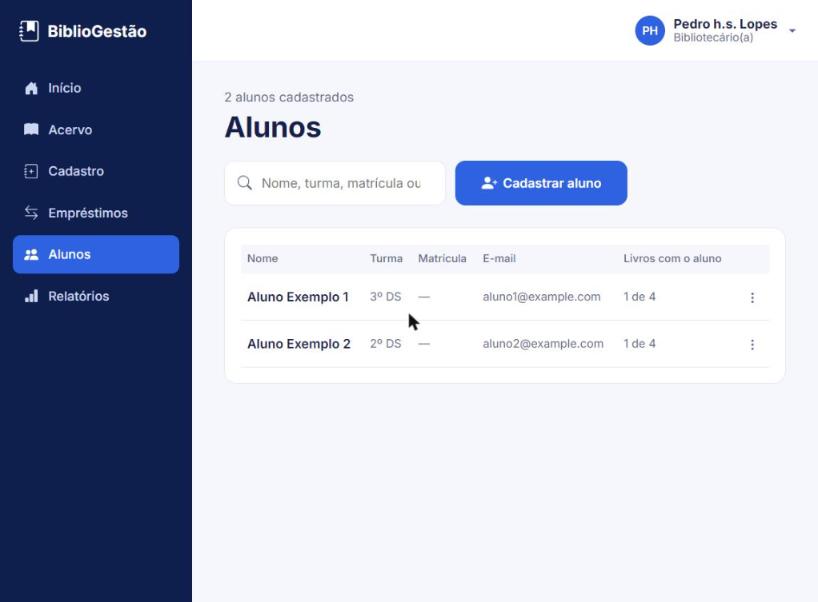 BiblioGestão
Início
Acervo
Cadastro
Empréstimos
Alunos
Relatórios
PH
Pedro h.s. Lopes
Bibliotecário(a)
2 alunos cadastrados
Alunos
Nome, turma, matrícula ou
Cadastrar aluno
Nome Turma Matrícula E-mail Livros com o aluno
Aluno Exemplo 1 3º DS — aluno1@example.com 1 de 4
Aluno Exemplo 2 2º DS — aluno2@example.com 1 de 4